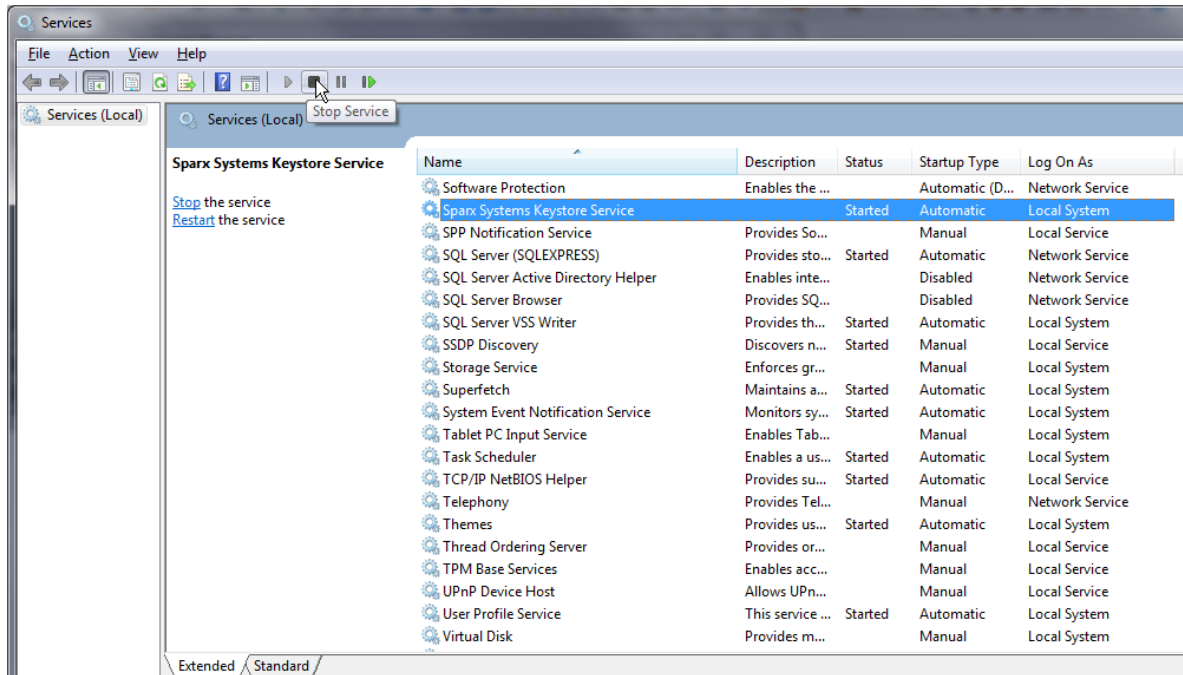 Services
File Action View Help
Stop Service
Services (Local)
Services (Local)
Sparx Systems Keystore Service
Stop the service
Restart the service
Name Description Status Startup Type Log On As
Software Protection Enables the ... Automatic (D... Network Service
Sparx Systems Keystore Service Started Automatic Local System
SPP Notification Service Provides So... Manual Local Service
SQL Server (SQLEXPRESS) Provides sto... Started Automatic Network Service
SQL Server Active Directory Helper Enables inte... Disabled Network Service
SQL Server Browser Provides SQ... Disabled Network Service
SQL Server VSS Writer Provides th... Started Automatic Local System
SSDP Discovery Discovers n... Started Manual Local Service
Storage Service Enforces gr... Manual Local System
Superfetch Maintains a... Started Automatic Local System
System Event Notification Service Monitors sy... Started Automatic Local System
Tablet PC Input Service Enables Tab... Manual Local System
Task Scheduler Enables a us... Started Automatic Local System
TCP/IP NetBIOS Helper Provides su... Started Automatic Local Service
Telephony Provides Tel... Manual Network Service
Themes Provides us... Started Automatic Local System
Thread Ordering Server Provides or... Manual Local Service
TPM Base Services Enables acc... Manual Local Service
UPnP Device Host Allows UPn... Manual Local Service
User Profile Service This service ... Started Automatic Local System
Virtual Disk Provides m... Manual Local System
Extended Standard